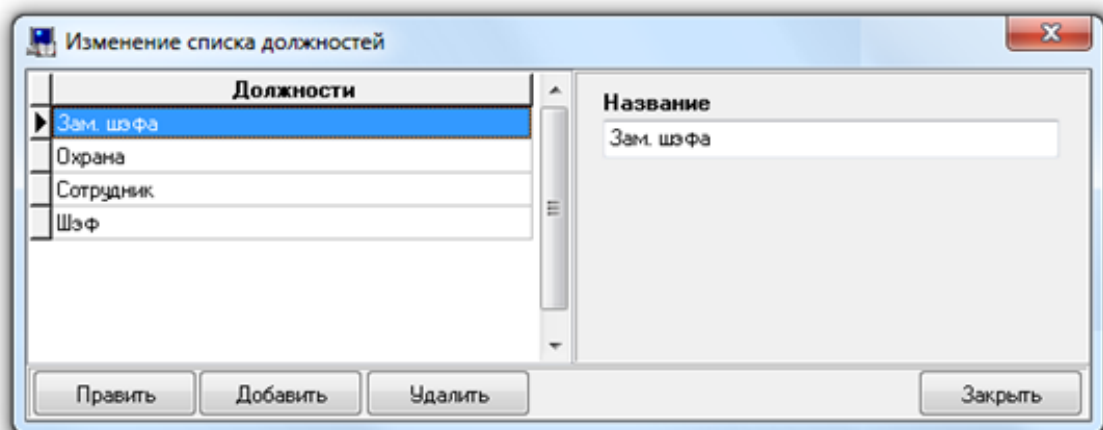 Изменение списка должностей
Должности
Зам. шэфа
Охрана
Сотрудник
Шэф
Название
Зам. шэфа
Править Добавить Удалить Закрыть